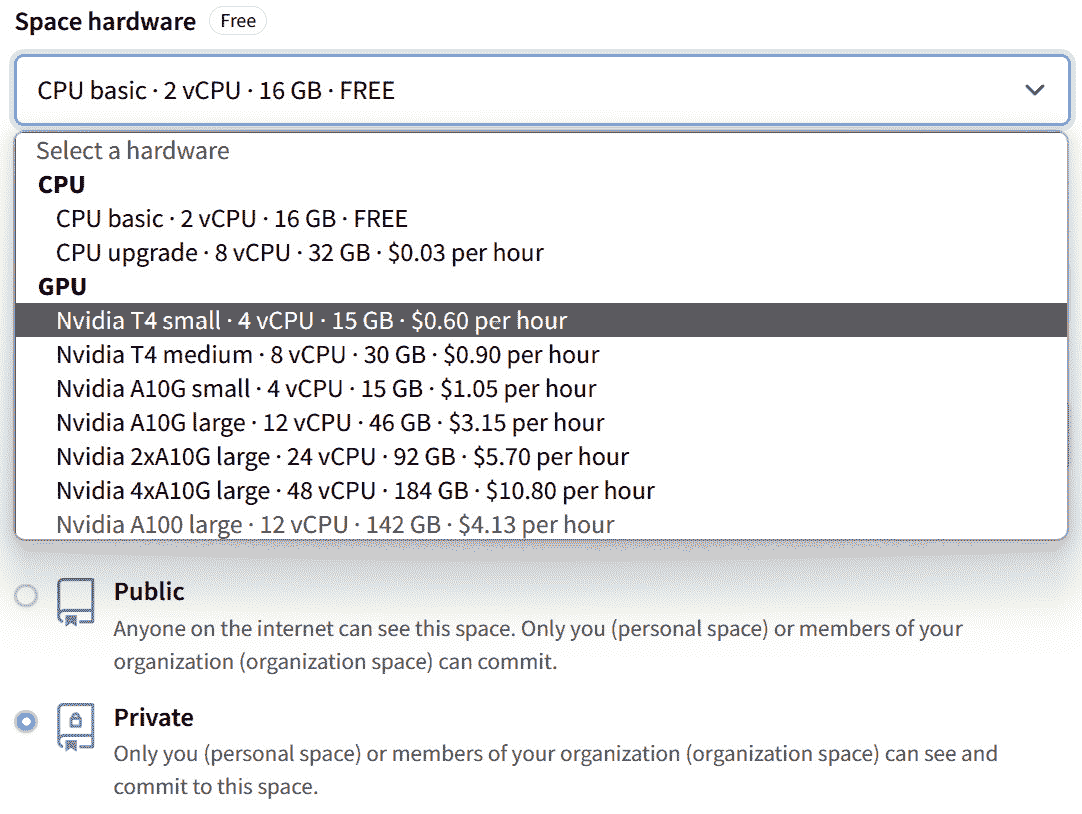 Space hardware Free
CPU basic · 2 vCPU · 16 GB · FREE
Select a hardware
CPU
CPU basic · 2 vCPU · 16 GB · FREE
CPU upgrade · 8 vCPU · 32 GB · $0.03 per hour
GPU
Nvidia T4 small · 4 vCPU · 15 GB · $0.60 per hour
Nvidia T4 medium · 8 vCPU · 30 GB · $0.90 per hour
Nvidia A10G small · 4 vCPU · 15 GB · $1.05 per hour
Nvidia A10G large · 12 vCPU · 46 GB · $3.15 per hour
Nvidia 2xA10G large · 24 vCPU · 92 GB · $5.70 per hour
Nvidia 4xA10G large · 48 vCPU · 184 GB · $10.80 per hour
Nvidia A100 large · 12 vCPU · 142 GB · $4.13 per hour
Public
Anyone on the internet can see this space. Only you (personal space) or members of your
organization (organization space) can commit.
Private
Only you (personal space) or members of your organization (organization space) can see and
commit to this space.